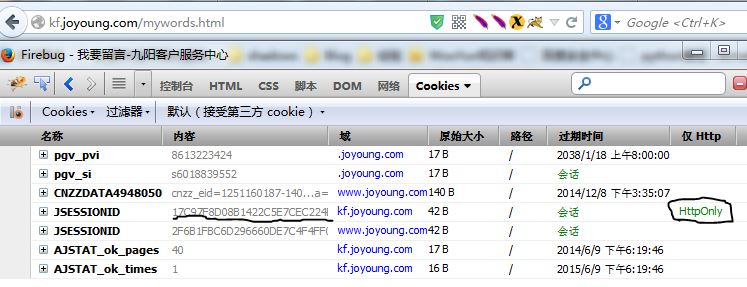 kf.joyoung.com/mywords.html
Google <Ctrl+K>
Firebug - 我要留言-九阳客户服务中心
控制台 HTML CSS 脚本 DOM 网络 Cookies
Cookies 过滤器 默认（接受第三方 cookie）
名称 内容 域 原始大小 路径 过期时间 仅 Http
pgv_pvi 8613223424 .joyoung.com 17 B / 2038/1/18 上午8:00:00
pgv_si s6018839552 .joyoung.com 17 B / 会话
CNZZDATA4948050 cnzz_eid=1251160187-140...a= www.joyoung.com 140 B / 2014/12/8 下午3:35:07
JSESSIONID 17C97F8D08B1422C5E7CEC224 kf.joyoung.com 42 B / 会话 HttpOnly
JSESSIONID 2F6B1FBC6D296660DE7C4F4FF www.joyoung.com 42 B / 会话
AJSTAT_ok_pages 40 kf.joyoung.com 17 B / 2014/6/9 下午6:19:46
AJSTAT_ok_times 1 kf.joyoung.com 16 B / 2015/6/9 下午6:19:46